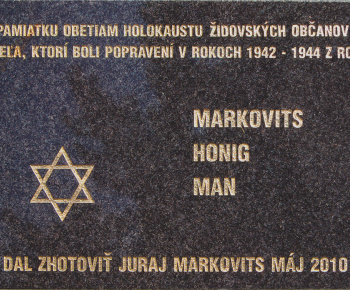 PAMIATKU OBETIAM HOLOKAUSTU ŽIDOVSKÝCH OBČANOV
EĽA, KTORÍ BOLI POPRAVENÍ V ROKOCH 1942 - 1944 Z RO
MARKOVITS
HONIG
MAN
DAL ZHOTOVIŤ JURAJ MARKOVITS MÁJ 2010